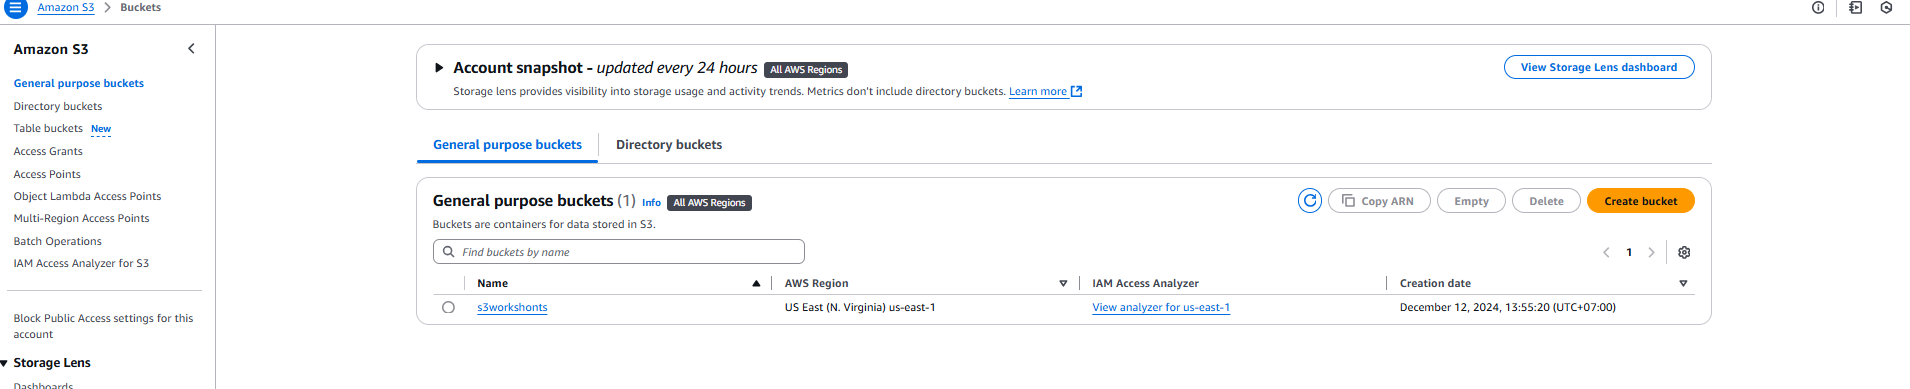 Amazon S3 > Buckets
Amazon S3
General purpose buckets
Directory buckets
Table buckets New
Access Grants
Access Points
Object Lambda Access Points
Multi-Region Access Points
Batch Operations
IAM Access Analyzer for S3
Block Public Access settings for this
account
Storage Lens
Dashboards
Account snapshot - updated every 24 hours All AWS Regions
View Storage Lens dashboard
Storage lens provides visibility into storage usage and activity trends. Metrics don't include directory buckets. Learn more
General purpose buckets Directory buckets
General purpose buckets (1) Info All AWS Regions
Copy ARN Empty Delete Create bucket
Buckets are containers for data stored in S3.
Find buckets by name
1
Name AWS Region IAM Access Analyzer Creation date
s3workshonts US East (N. Virginia) us-east-1 View analyzer for us-east-1 December 12, 2024, 13:55:20 (UTC+07:00)